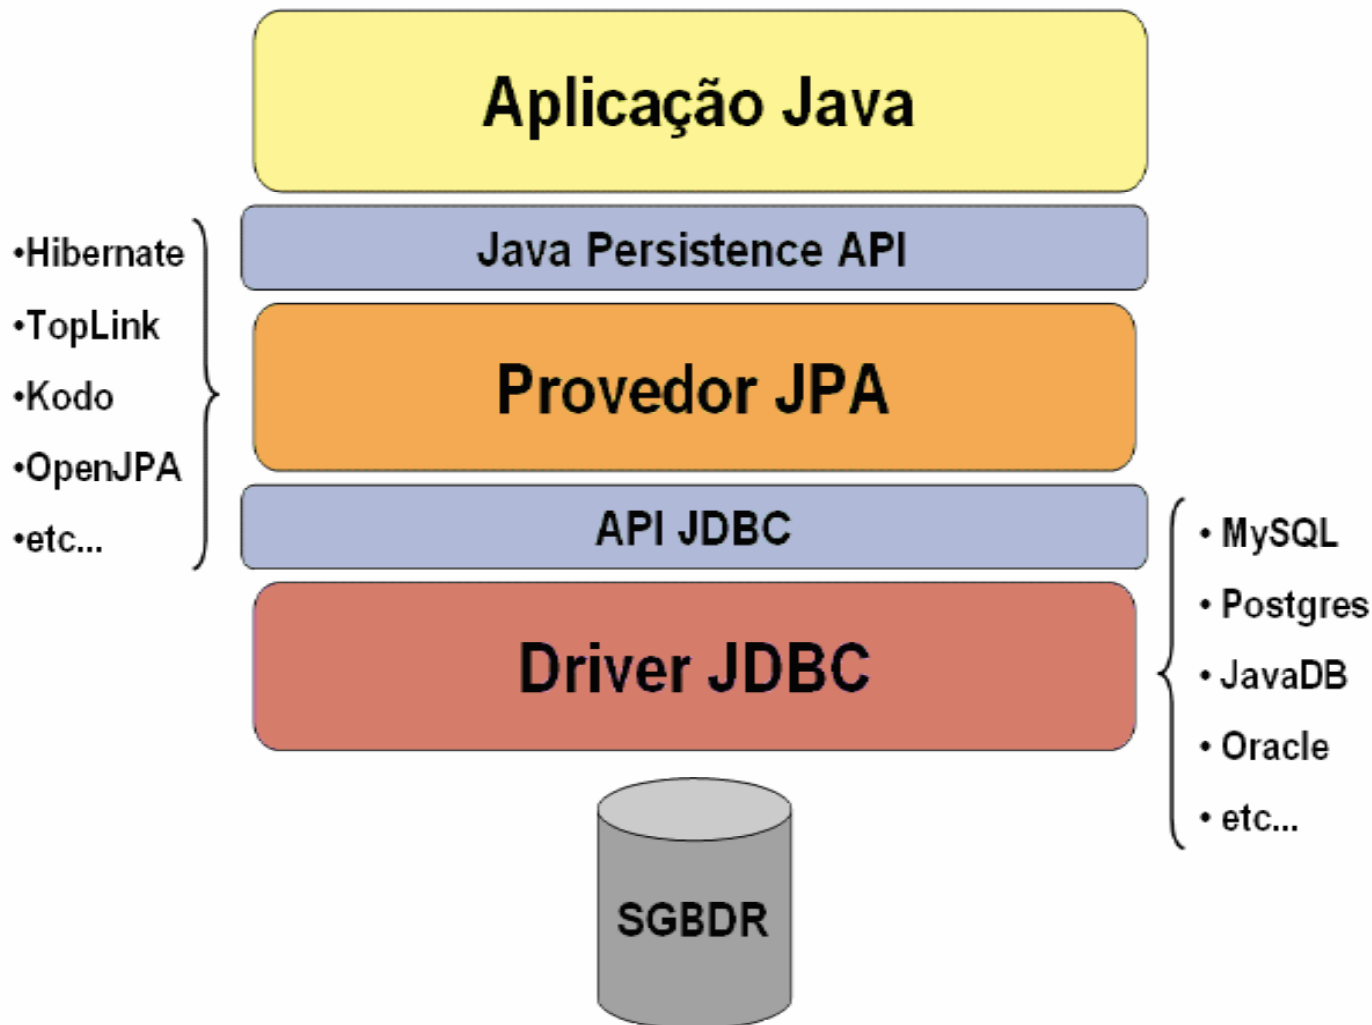 Aplicação Java
Java Persistence API
•Hibernate
•TopLink
•Kodo
•OpenJPA
•etc...
Provedor JPA
API JDBC
Driver JDBC
• MySQL
• Postgres
• JavaDB
• Oracle
• etc...
SGBDR